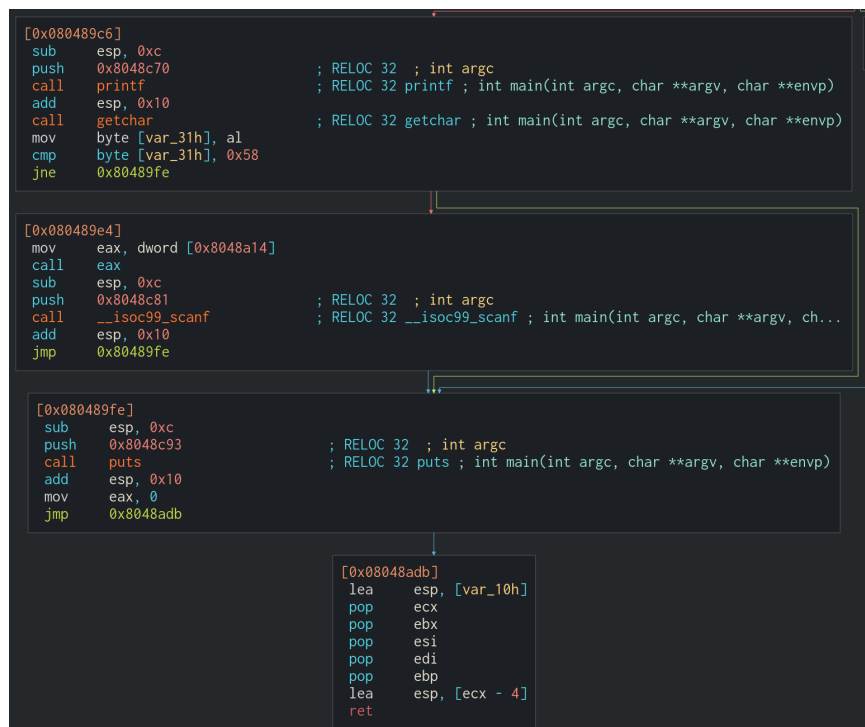 [0x080489c6]
sub esp, 0xc
push 0x8048c70 ; RELOC 32 ; int argc
call printf ; RELOC 32 printf ; int main(int argc, char **argv, char **envp)
add esp, 0x10
call getchar ; RELOC 32 getchar ; int main(int argc, char **argv, char **envp)
mov byte [var_31h], al
cmp byte [var_31h], 0x58
jne 0x80489fe
[0x080489e4]
mov eax, dword [0x8048a14]
call eax
sub esp, 0xc
push 0x8048c81 ; RELOC 32 ; int argc
call __isoc99_scanf ; RELOC 32 __isoc99_scanf ; int main(int argc, char **argv, ch...
add esp, 0x10
jmp 0x80489fe
[0x080489fe]
sub esp, 0xc
push 0x8048c93 ; RELOC 32 ; int argc
call puts ; RELOC 32 puts ; int main(int argc, char **argv, char **envp)
add esp, 0x10
mov eax, 0
jmp 0x8048adb
[0x08048adb]
lea esp, [var_10h]
pop ecx
pop ebx
pop esi
pop edi
pop ebp
lea esp, [ecx - 4]
ret